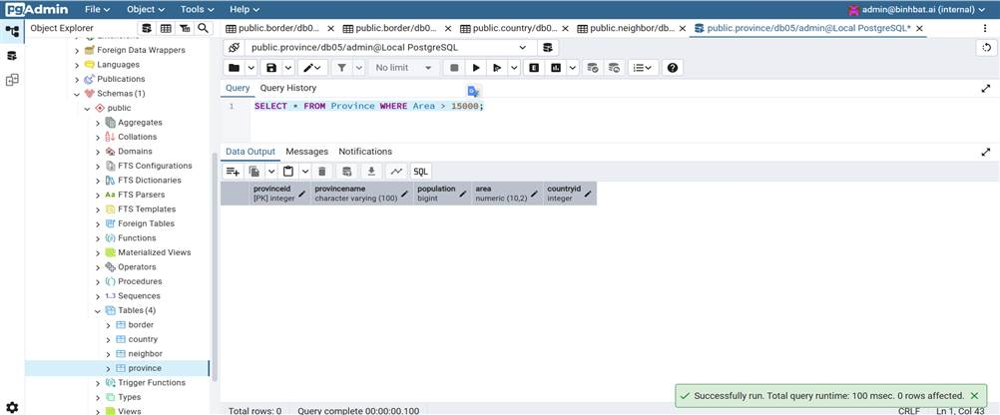 pgAdmin File Object Tools Help admin@binhbat.ai (internal)
Object Explorer public.border/db0... public.border/db0... public.country/db0... public.neighbor/db... public.province/db05/admin@Local PostgreSQL*
Foreign Data Wrappers
Languages
Publications
Schemas (1)
public
Aggregates
Collations
Domains
FTS Configurations
FTS Dictionaries
FTS Parsers
FTS Templates
Foreign Tables
Functions
Materialized Views
Operators
Procedures
1..3 Sequences
Tables (4)
border
country
neighbor
province
Trigger Functions
Types
Views
public.province/db05/admin@Local PostgreSQL
No limit
Query Query History
1 SELECT * FROM Province WHERE Area > 15000;
Data Output Messages Notifications
SQL
provinceid provincename population area countryid
[PK] integer character varying (100) bigint numeric (10,2) integer
Successfully run. Total query runtime: 100 msec. 0 rows affected.
Total rows: 0 Query complete 00:00:00.100 CRLF Ln 1, Col 43